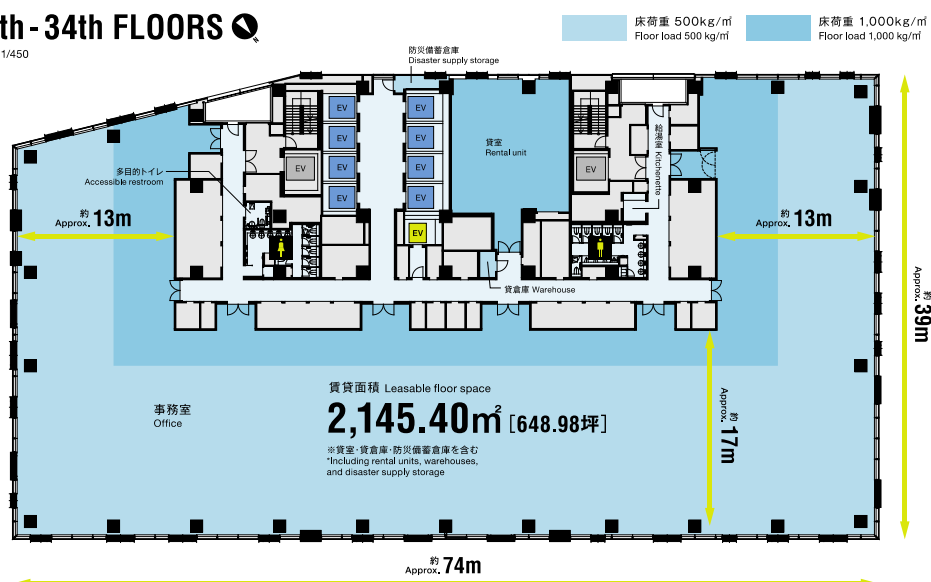 th - 34th FLOORS
N
1/450
床荷重 500kg/㎡
Floor load 500 kg/㎡
床荷重 1,000kg/㎡
Floor load 1,000 kg/㎡
防災備蓄倉庫
Disaster supply storage
EV
EV
EV
EV
EV
EV
EV
EV
EV
EV
EV
貸室
Rental unit
給湯室 Kitchenette
多目的トイレ
Accessible restroom
約
Approx. 13m
約
Approx. 13m
貸倉庫 Warehouse
約
Approx. 39m
約
Approx. 17m
賃貸面積 Leasable floor space
2,145.40㎡ [648.98坪]
※貸室・貸倉庫・防災備蓄倉庫を含む
*Including rental units, warehouses,
and disaster supply storage
事務室
Office
約
Approx. 74m